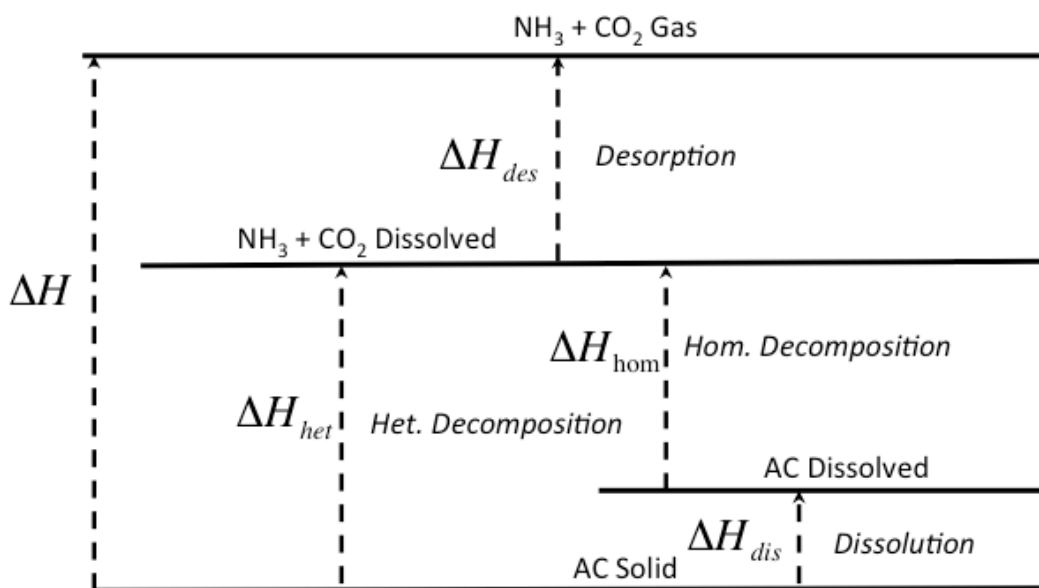 NH₃ + CO₂ Gas
ΔH_des
Desorption
NH₃ + CO₂ Dissolved
ΔH
ΔH_hom
Hom. Decomposition
ΔH_het
Het. Decomposition
AC Dissolved
ΔH_dis
Dissolution
AC Solid